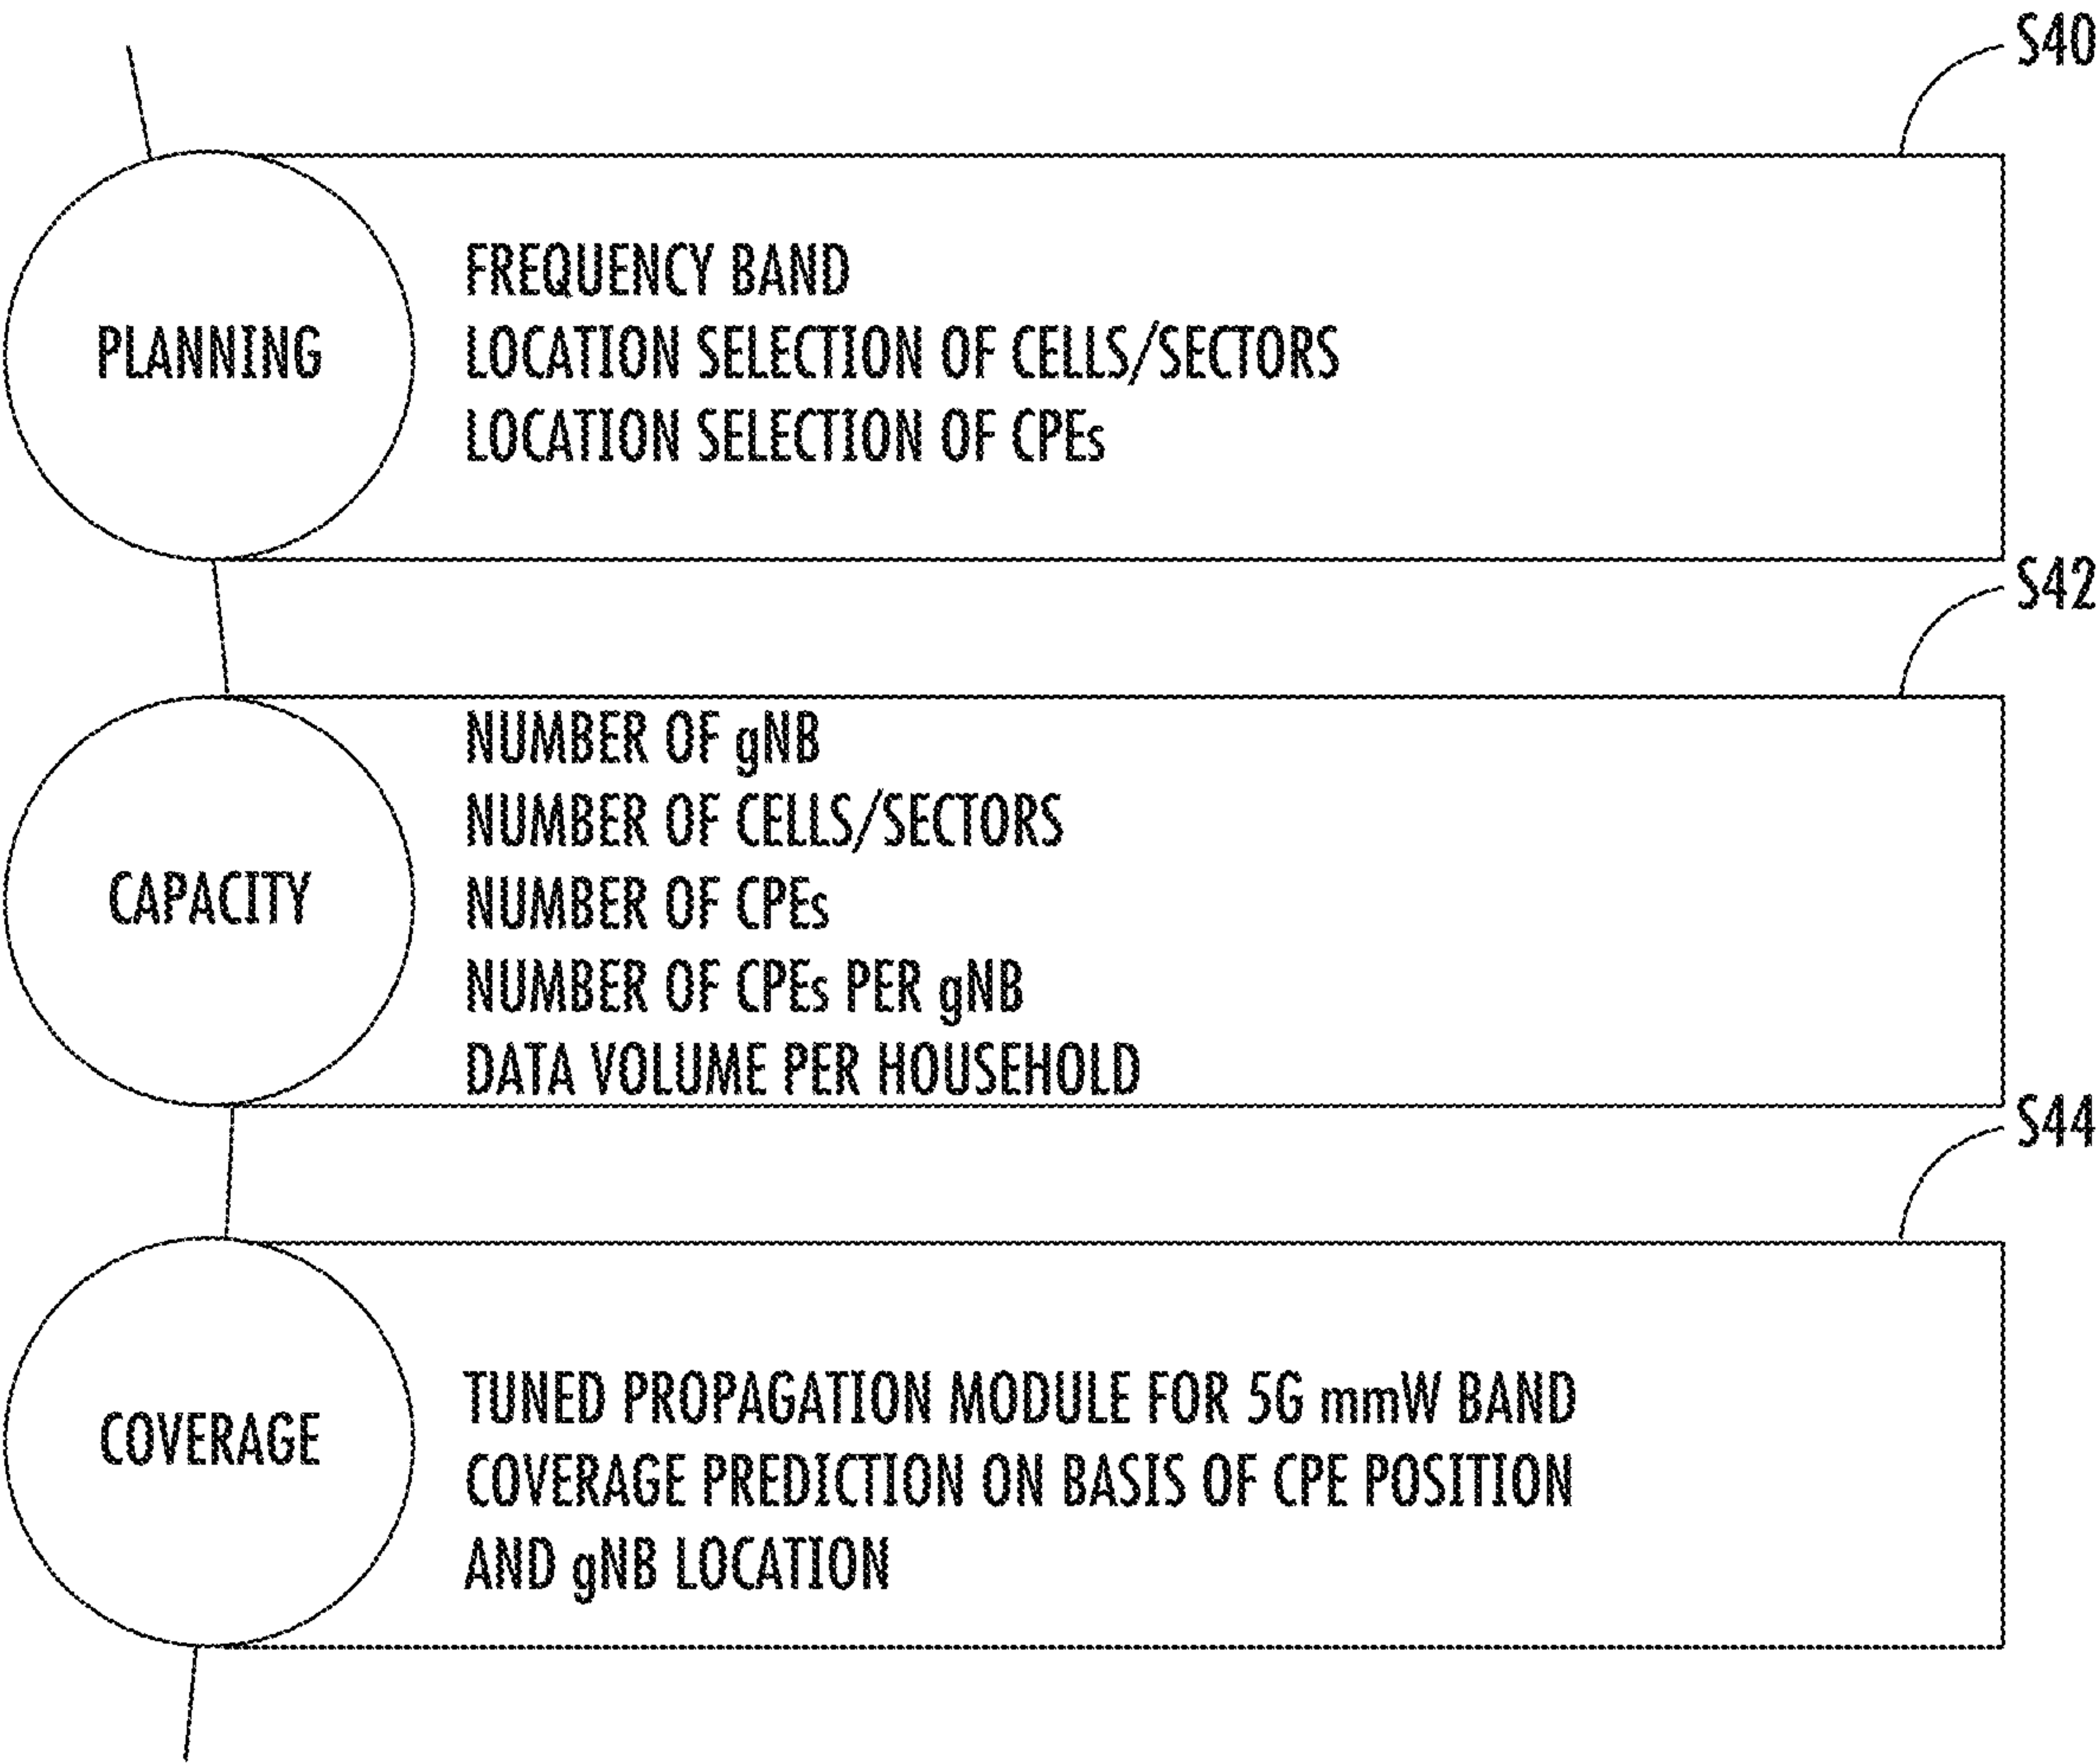 S40
PLANNING
FREQUENCY BAND
LOCATION SELECTION OF CELLS/SECTORS
LOCATION SELECTION OF CPEs
S42
CAPACITY
NUMBER OF gNB
NUMBER OF CELLS/SECTORS
NUMBER OF CPEs
NUMBER OF CPEs PER gNB
DATA VOLUME PER HOUSEHOLD
S44
COVERAGE
TUNED PROPAGATION MODULE FOR 5G mmW BAND
COVERAGE PREDICTION ON BASIS OF CPE POSITION
AND gNB LOCATION